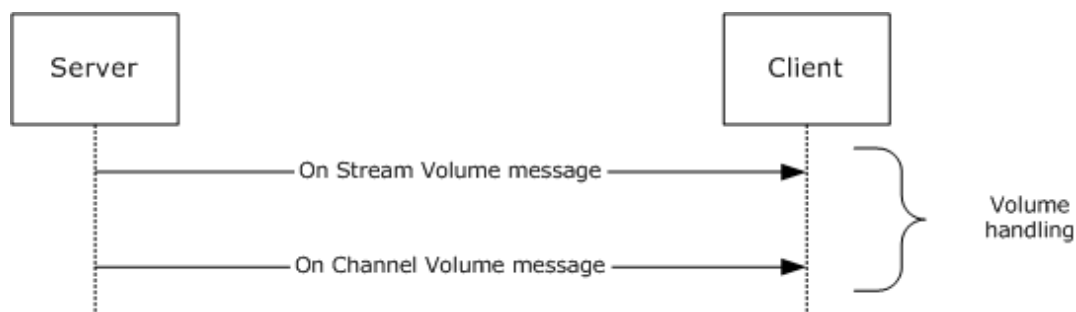 Server
Client
On Stream Volume message
Volume
handling
On Channel Volume message